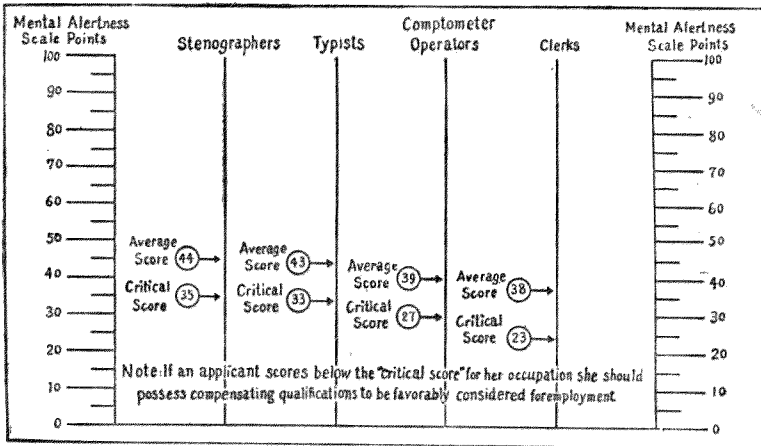 Mental Alertness
Scale Points
Stenographers
Typists
Comptometer
Operators
Clerks
Mental Alertness
Scale Points
100
90
80
70
60
50
40
30
20
10
0
100
90
80
70
60
50
40
30
20
10
0
Average
Score 44
Critical
Score 35
Average
Score 43
Critical
Score 33
Average
Score 39
Critical
Score 27
Average
Score 38
Critical
Score 23
Note: If an applicant scores below the "critical score" for her occupation she should
possess compensating qualifications to be favorably considered foremployment